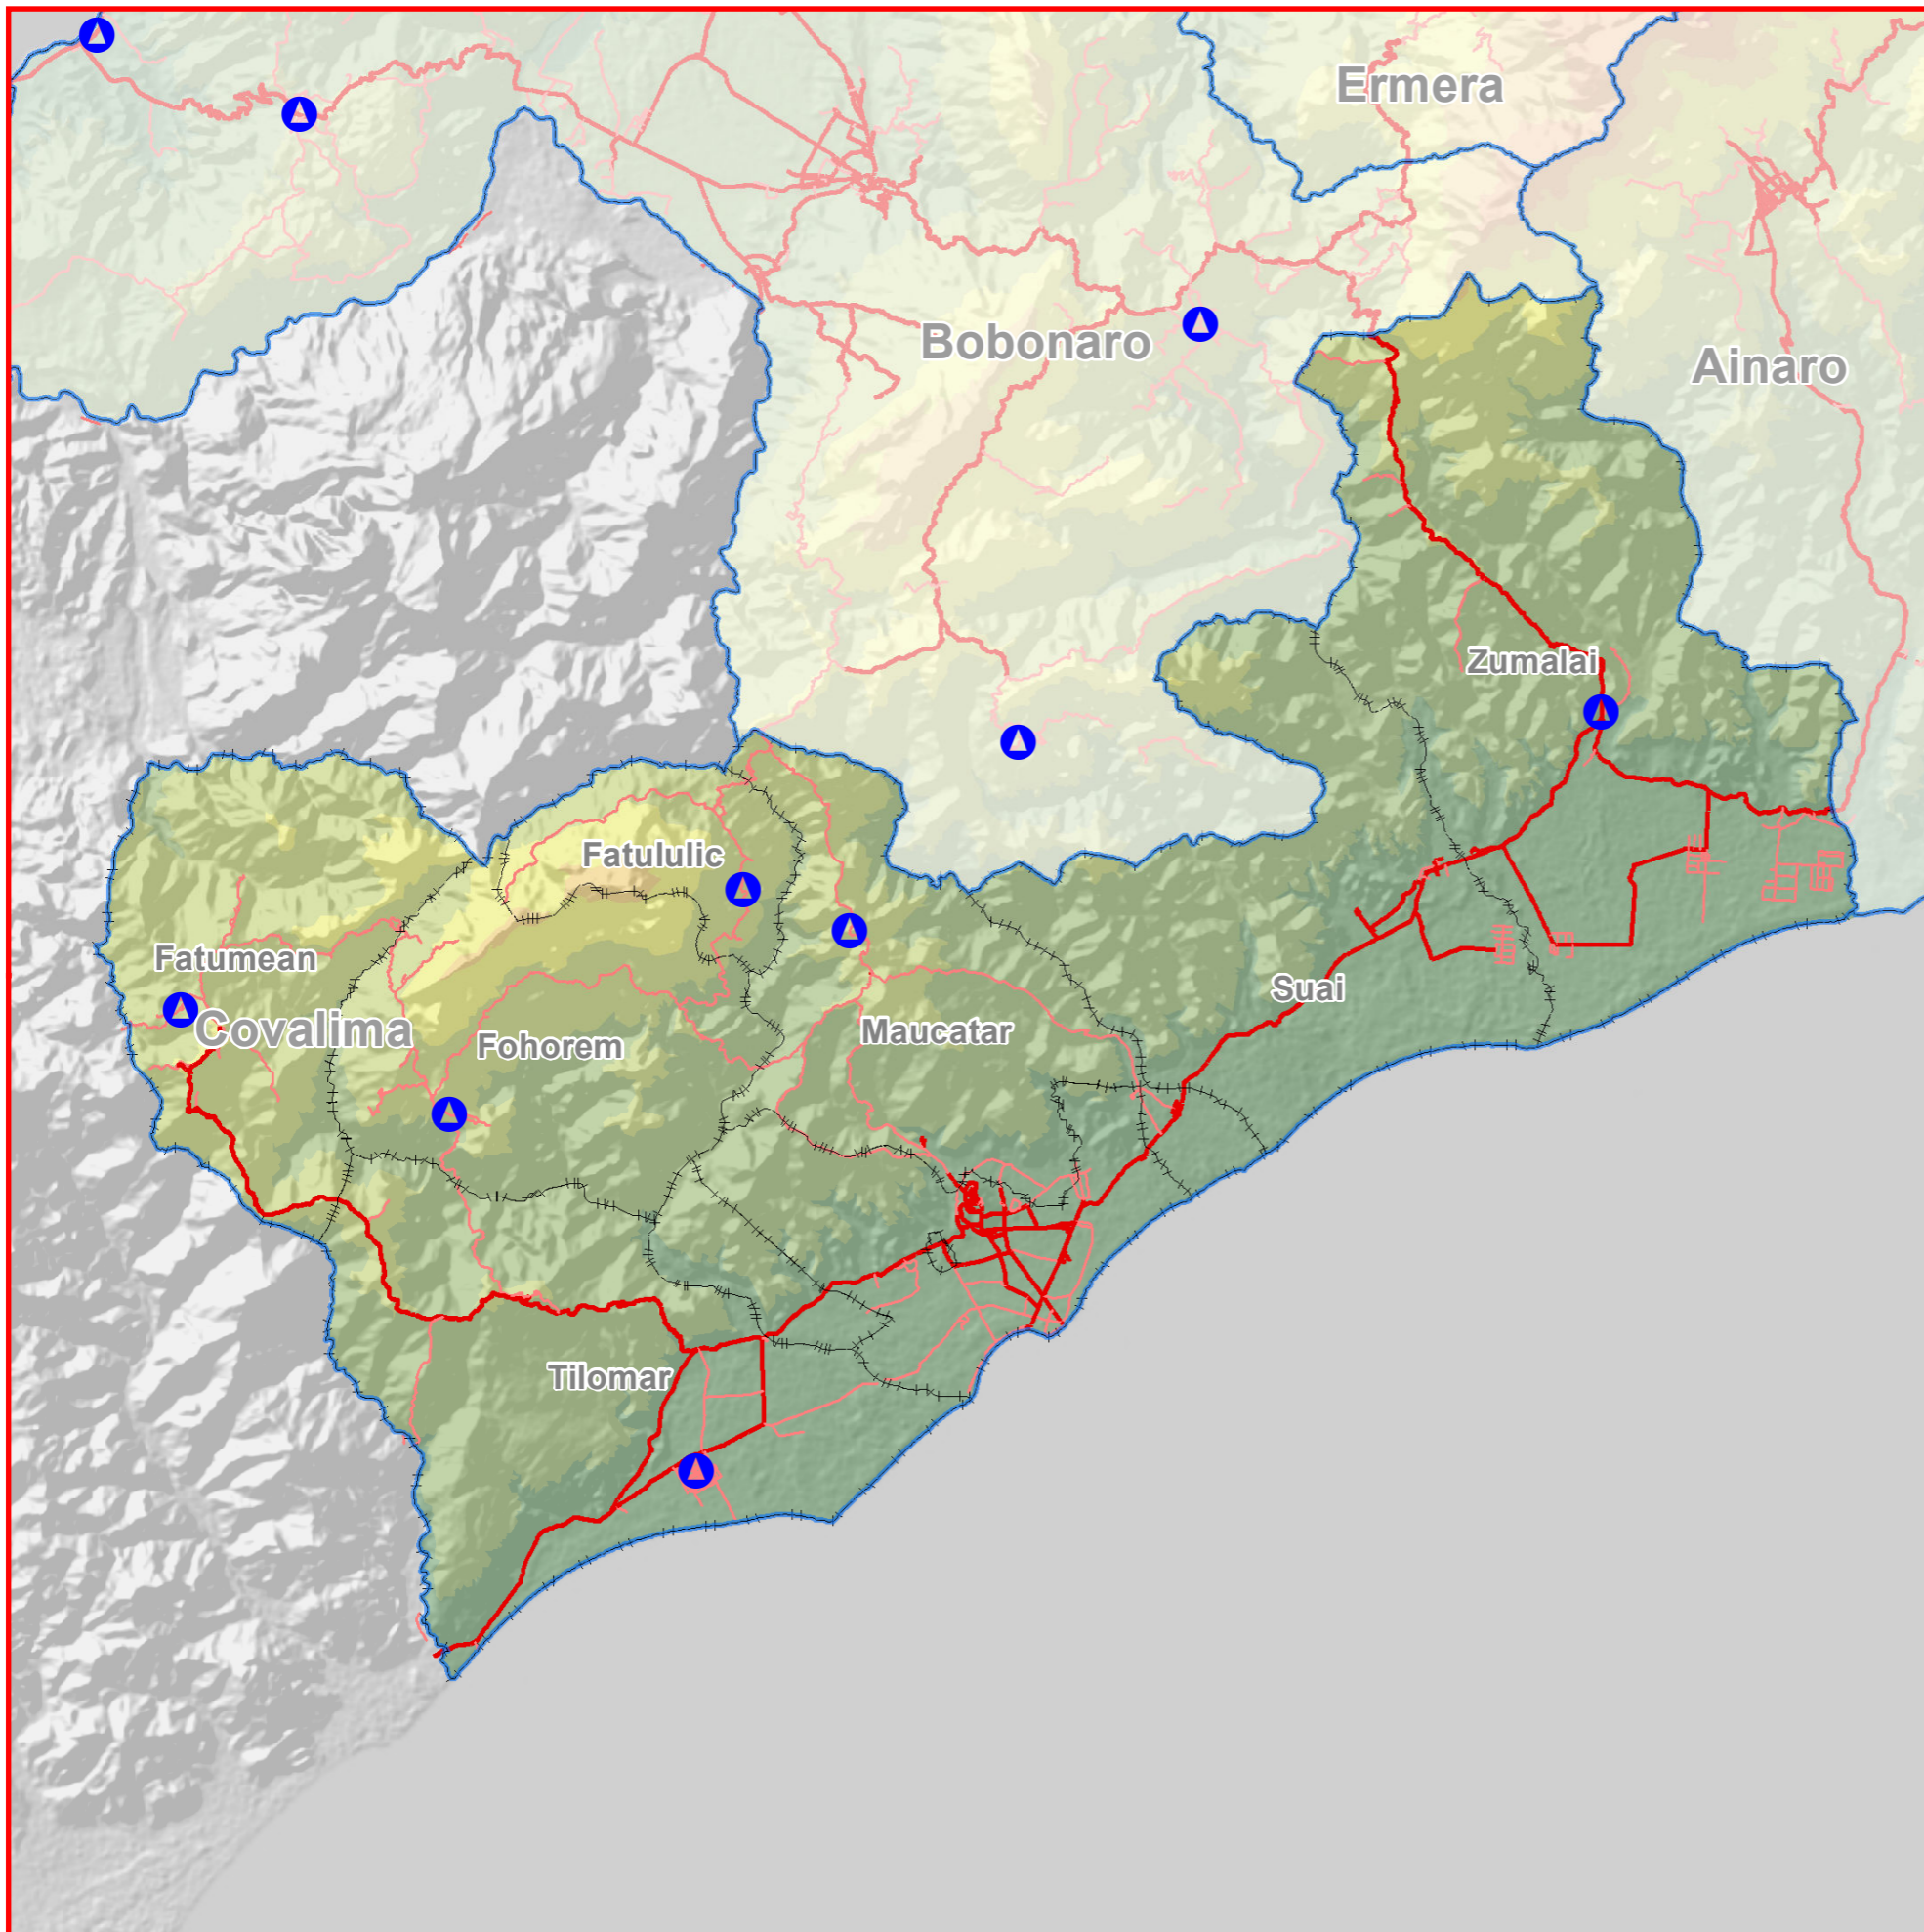 Ermera
Bobonaro
Ainaro
Zumalai
Fatululic
Fatumean
Suai
Covalima
Maucatar
Fohorem
Tilomar